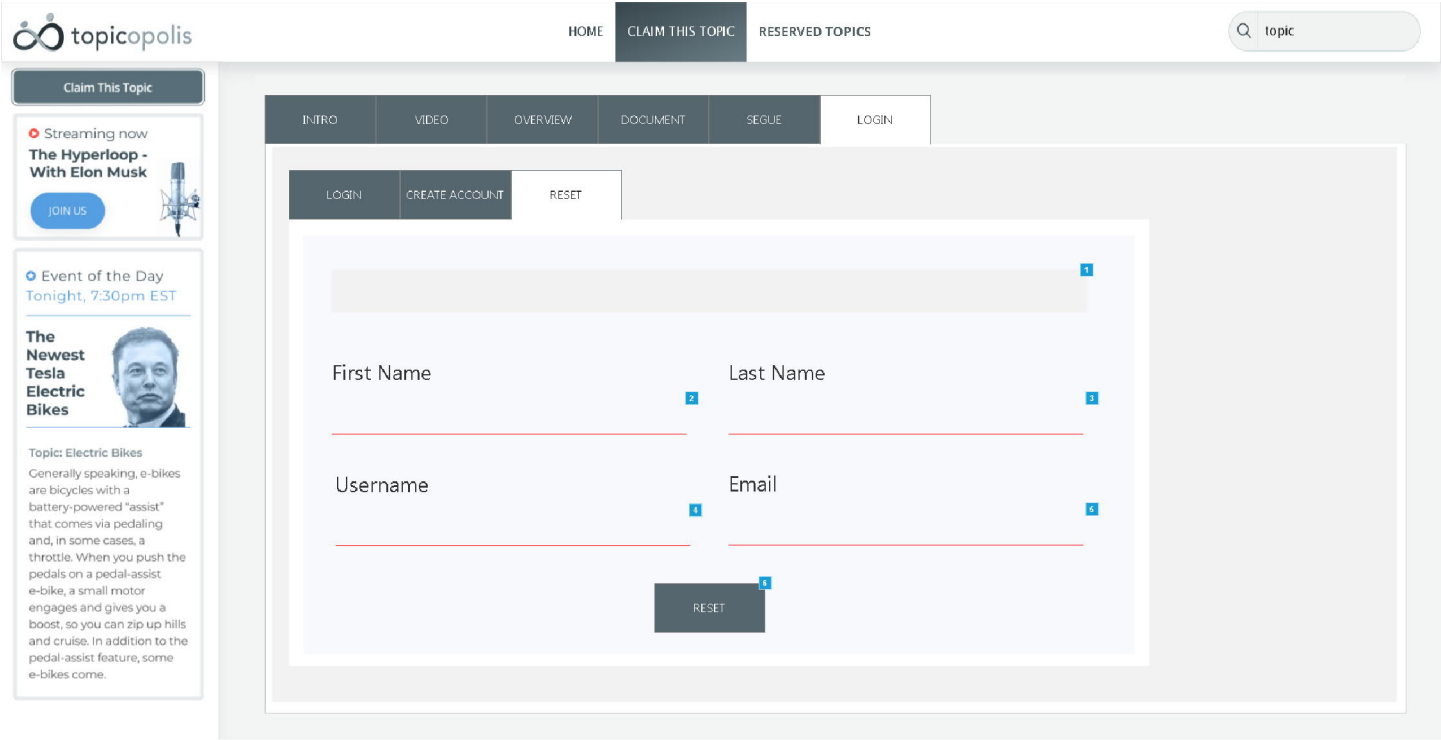 topicopolis
HOME
CLAIM THIS TOPIC
RESERVED TOPICS
topic
Claim This Topic
Streaming now
The Hyperloop -
With Elon Musk
JOIN US
Event of the Day
Tonight, 7:30pm EST
The
Newest
Tesla
Electric
Bikes
Topic: Electric Bikes
Generally speaking, e-bikes
are bicycles with a
battery-powered “assist”
that comes via pedaling
and, in some cases, a
throttle. When you push the
pedals on a pedal-assist
e-bike, a small motor
engages and gives you a
boost, so you can zip up hills
and cruise. In addition to the
pedal-assist feature, some
e-bikes come.
INTRO
VIDEO
OVERVIEW
DOCUMENT
SEGUE
LOGIN
LOGIN
CREATE ACCOUNT
RESET
1
First Name
Last Name
2
3
Username
Email
4
5
6
RESET